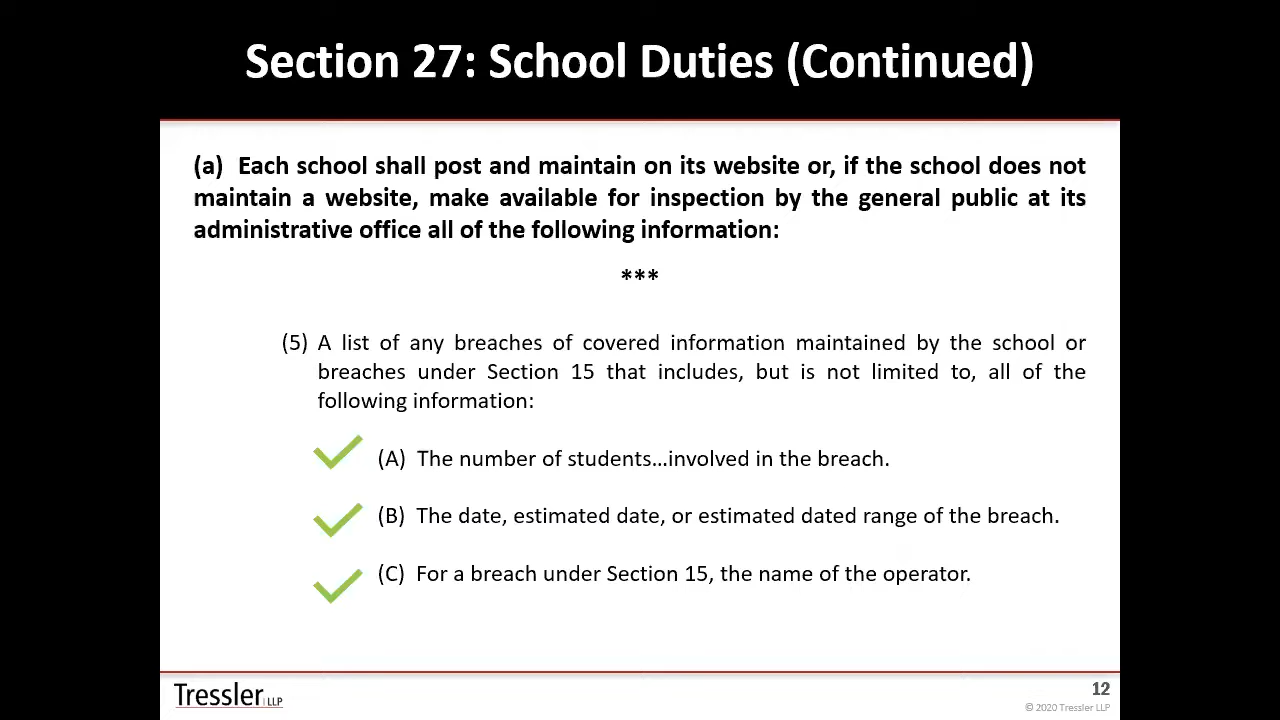 Section 27: School Duties (Continued)
(a) Each school shall post and maintain on its website or, if the school does not
maintain a website, make available for inspection by the general public at its
administrative office all of the following information:
***
(5) A list of any breaches of covered information maintained by the school or
breaches under Section 15 that includes, but is not limited to, all of the
following information:
(A) The number of students…involved in the breach.
(B) The date, estimated date, or estimated dated range of the breach.
(C) For a breach under Section 15, the name of the operator.
Tressler LLP
12
© 2020 Tressler LLP